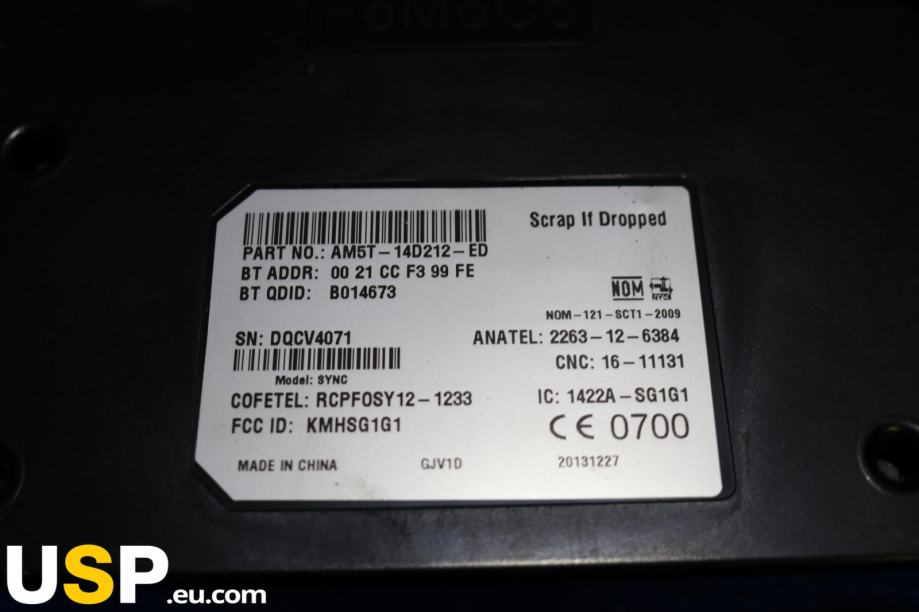 FoMoCo
Scrap If Dropped
PART NO.: AM5T-14D212-ED
BT ADDR: 00 21 CC F3 99 FE
BT QDID: B014673
NOM NYCE
NOM-121-SCT1-2009
SN: DQCV4071
ANATEL: 2263-12-6384
CNC: 16-11131
Model: SYNC
COFETEL: RCPFOSY12-1233
IC: 1422A-SG1G1
FCC ID: KMHSG1G1
CE 0700
MADE IN CHINA GJV1D 20131227
USP.eu.com